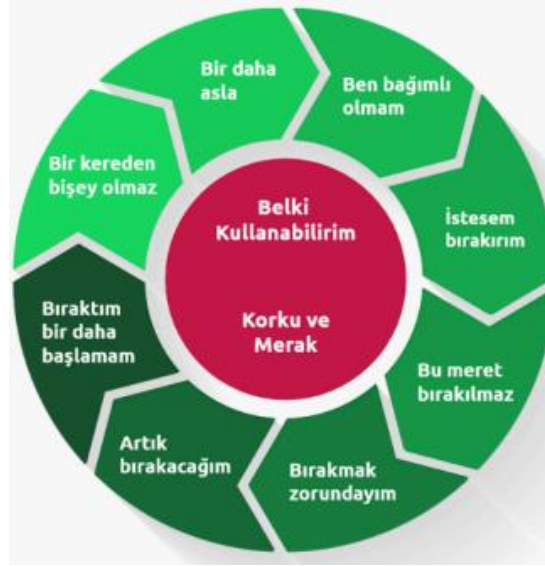 Bir daha
asla
Ben bağımlı
olmam
İstesem
bırakırım
Bu meret
bırakılmaz
Bırakmak
zorundayım
Artık
bırakacağım
Bıraktım
bir daha
başlamam
Bir kereden
bişey olmaz
Belki
Kullanabilirim
Korku ve
Merak